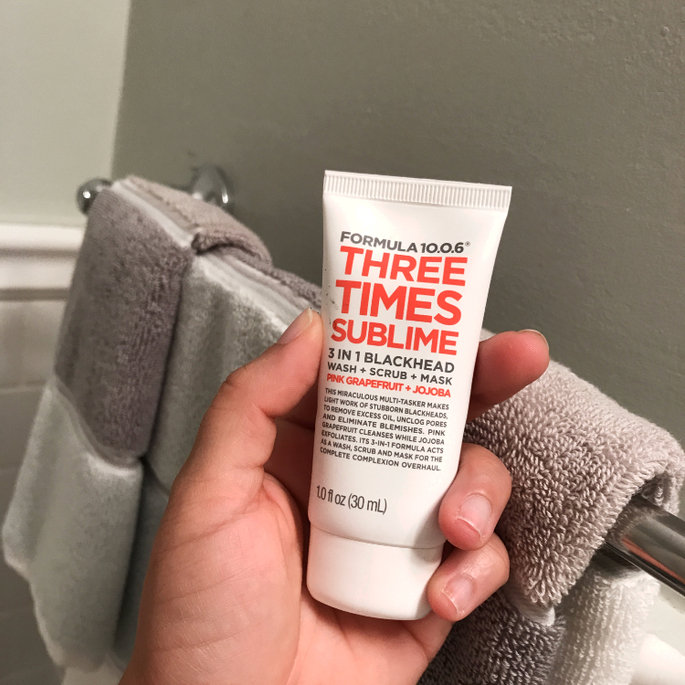 FORMULA 10.0.6®
THREE
TIMES
SUBLIME
3 IN 1 BLACKHEAD
WASH + SCRUB + MASK
PINK GRAPEFRUIT + JOJOBA
THIS MIRACULOUS MULTI-TASKER MAKES
LIGHT WORK OF STUBBORN BLACKHEADS,
TO REMOVE EXCESS OIL, UNCLOG PORES
AND ELIMINATE BLEMISHES. PINK
GRAPEFRUIT CLEANSES WHILE JOJOBA
EXFOLIATES. ITS 3-IN-1 FORMULA ACTS
AS A WASH, SCRUB AND MASK FOR THE
COMPLETE COMPLEXION OVERHAUL.
1.0 fl oz (30 mL)